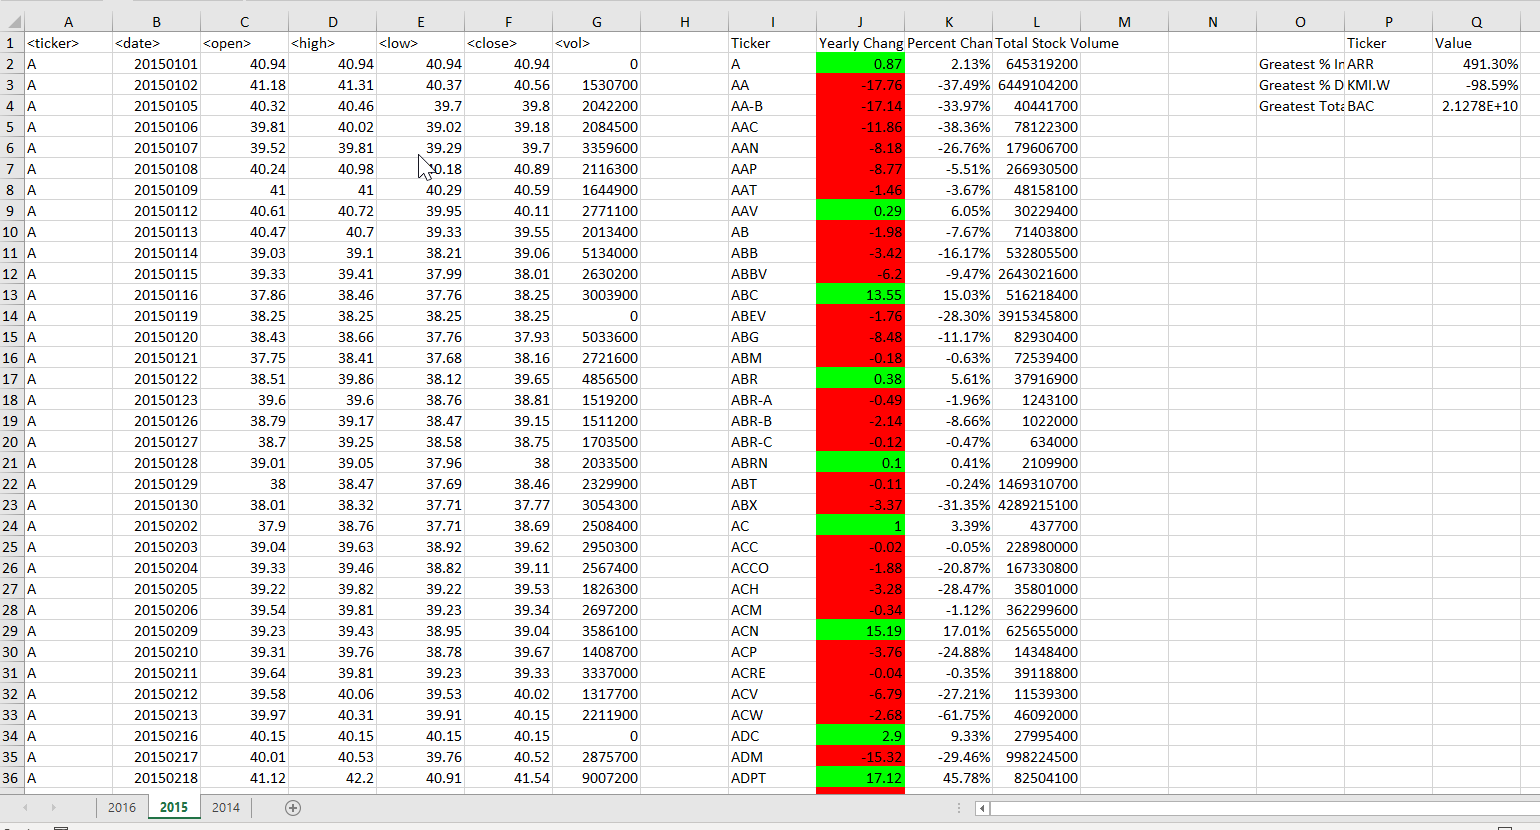 A B C D E F G H I J K L M N O P Q
1 <ticker> <date> <open> <high> <low> <close> <vol> Ticker Yearly Chang Percent Chan Total Stock Volume Ticker Value
2 A 20150101 40.94 40.94 40.94 40.94 0 A 0.87 2.13% 645319200 Greatest % In ARR 491.30%
3 A 20150102 41.18 41.31 40.37 40.56 1530700 AA -17.76 -37.49% 6449104200 Greatest % D KMI.W -98.59%
4 A 20150105 40.32 40.46 39.7 39.8 2042200 AA-B -17.14 -33.97% 40441700 Greatest Tota BAC 2.1278E+10
5 A 20150106 39.81 40.02 39.02 39.18 2084500 AAC -11.86 -38.36% 78122300
6 A 20150107 39.52 39.81 39.29 39.7 3359600 AAN -8.18 -26.76% 179606700
7 A 20150108 40.24 40.98 40.18 40.89 2116300 AAP -8.77 -5.51% 266930500
8 A 20150109 41 41 40.29 40.59 1644900 AAT -1.46 -3.67% 48158100
9 A 20150112 40.61 40.72 39.95 40.11 2771100 AAV 0.29 6.05% 30229400
10 A 20150113 40.47 40.7 39.33 39.55 2013400 AB -1.98 -7.67% 71403800
11 A 20150114 39.03 39.1 38.21 39.06 5134000 ABB -3.42 -16.17% 532805500
12 A 20150115 39.33 39.41 37.99 38.01 2630200 ABBV -6.2 -9.47% 2643021600
13 A 20150116 37.86 38.46 37.76 38.25 3003900 ABC 13.55 15.03% 516218400
14 A 20150119 38.25 38.25 38.25 38.25 0 ABEV -1.76 -28.30% 3915345800
15 A 20150120 38.43 38.66 37.76 37.93 5033600 ABG -8.48 -11.17% 82930400
16 A 20150121 37.75 38.41 37.68 38.16 2721600 ABM -0.18 -0.63% 72539400
17 A 20150122 38.51 39.86 38.12 39.65 4856500 ABR 0.38 5.61% 37916900
18 A 20150123 39.6 39.6 38.76 38.81 1519200 ABR-A -0.49 -1.96% 1243100
19 A 20150126 38.79 39.17 38.47 39.15 1511200 ABR-B -2.14 -8.66% 1022000
20 A 20150127 38.7 39.25 38.58 38.75 1703500 ABR-C -0.12 -0.47% 634000
21 A 20150128 39.01 39.05 37.96 38 2033500 ABRN 0.1 0.41% 2109900
22 A 20150129 38 38.47 37.69 38.46 2329900 ABT -0.11 -0.24% 1469310700
23 A 20150130 38.01 38.32 37.71 37.77 3054300 ABX -3.37 -31.35% 4289215100
24 A 20150202 37.9 38.76 37.71 38.69 2508400 AC 1 3.39% 437700
25 A 20150203 39.04 39.63 38.92 39.62 2950300 ACC -0.02 -0.05% 228980000
26 A 20150204 39.33 39.46 38.82 39.11 2567400 ACCO -1.88 -20.87% 167330800
27 A 20150205 39.22 39.82 39.22 39.53 1826300 ACH -3.28 -28.47% 35801000
28 A 20150206 39.54 39.81 39.23 39.34 2697200 ACM -0.34 -1.12% 362299600
29 A 20150209 39.23 39.43 38.95 39.04 3586100 ACN 15.19 17.01% 625655000
30 A 20150210 39.31 39.76 38.78 39.67 1408700 ACP -3.76 -24.88% 14348400
31 A 20150211 39.64 39.81 39.23 39.33 3337000 ACRE -0.04 -0.35% 39118800
32 A 20150212 39.58 40.06 39.53 40.02 1317700 ACV -6.79 -27.21% 11539300
33 A 20150213 39.97 40.31 39.91 40.15 2211900 ACW -2.68 -61.75% 46092000
34 A 20150216 40.15 40.15 40.15 40.15 0 ADC 2.9 9.33% 27995400
35 A 20150217 40.01 40.53 39.76 40.52 2875700 ADM -15.32 -29.46% 998224500
36 A 20150218 41.12 42.2 40.91 41.54 9007200 ADPT 17.12 45.78% 82504100
2016 2015 2014